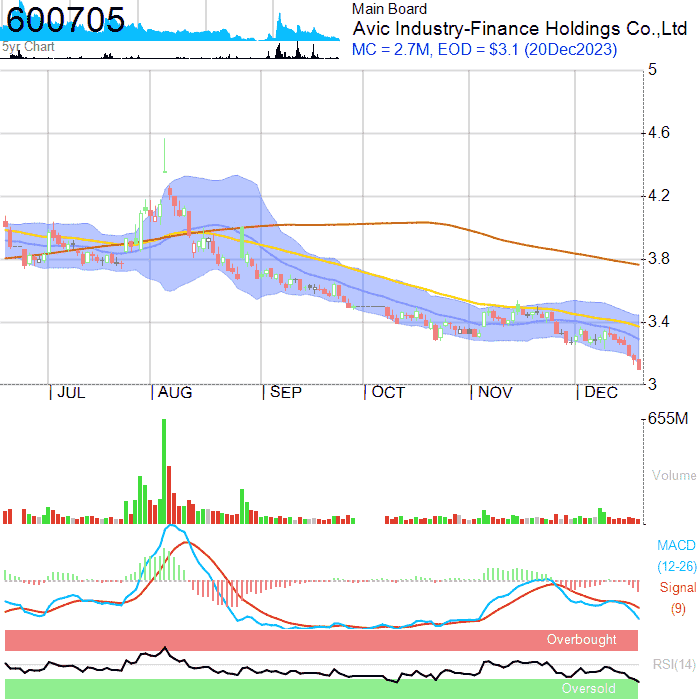 600705
5yr Chart
Main Board
Avic Industry-Finance Holdings Co.,Ltd
MC = 2.7M, EOD = $3.1 (20Dec2023)
5
4.6
4.2
3.8
3.4
3
JUL AUG SEP OCT NOV DEC
655M
Volume
MACD
(12-26)
Signal
(9)
Overbought
RSI(14)
Oversold